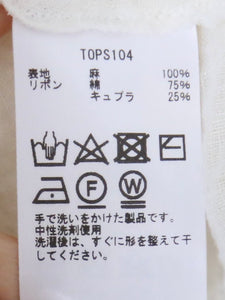 TOPS104
表地 麻 100%
リボン 綿 75%
キュプラ 25%
F W
手で洗いをかけた製品です。
中性洗剤使用
洗濯後は、すぐに形を整えて干
してください。